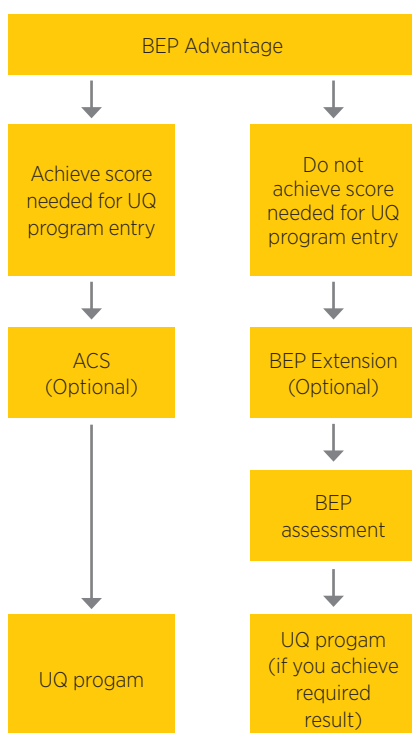 BEP Advantage
Achieve score
needed for UQ
program entry
Do not
achieve score
needed for UQ
program entry
ACS
(Optional)
BEP Extension
(Optional)
BEP
assessment
UQ progam
UQ progam
(if you achieve
required
result)